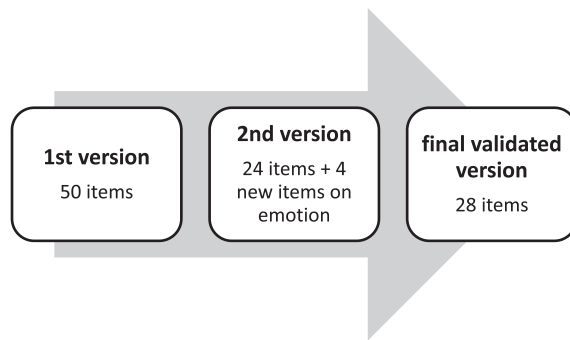 1st version
50 items
2nd version
24 items + 4
new items on
emotion
final validated
version
28 items